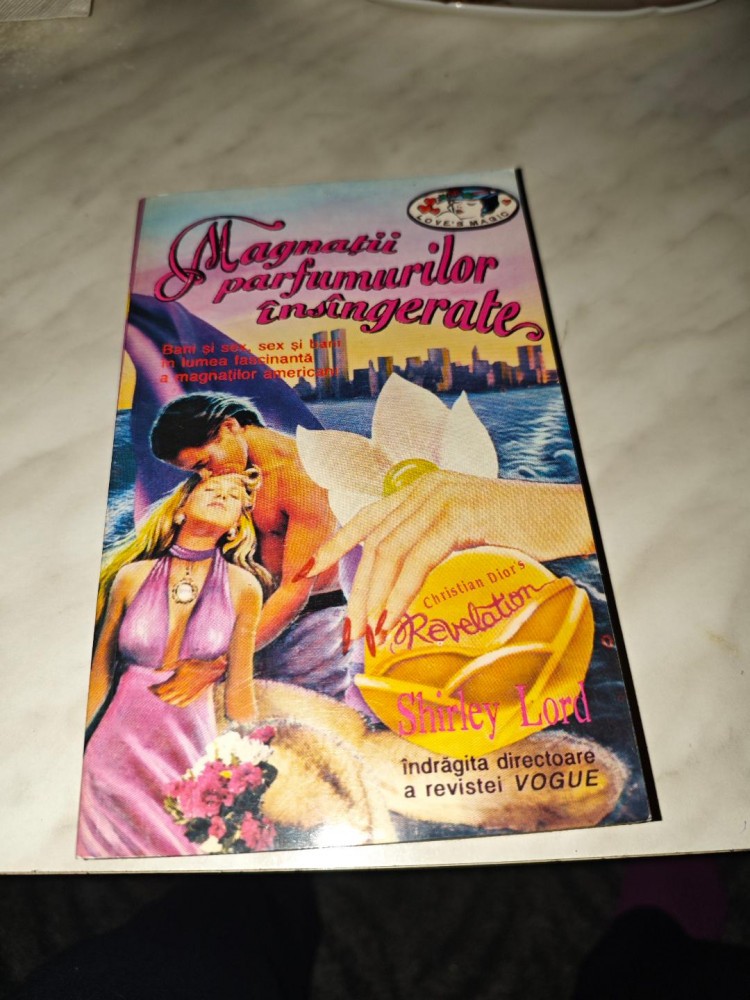 LOVE'S MAGIC
Magnații
parfumurilor
însîngerate
Bani și sex, sex și bani
în lumea fascinantă
a magnaților americani
Christian Dior's
Revelation
Shirley Lord
îndrăgita directoare
a revistei VOGUE